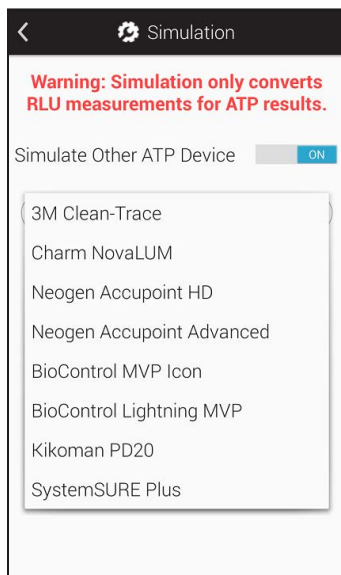 Simulation
Warning: Simulation only converts
RLU measurements for ATP results.
Simulate Other ATP Device ON
3M Clean-Trace
Charm NovaLUM
Neogen Accupoint HD
Neogen Accupoint Advanced
BioControl MVP Icon
BioControl Lightning MVP
Kikoman PD20
SystemSURE Plus